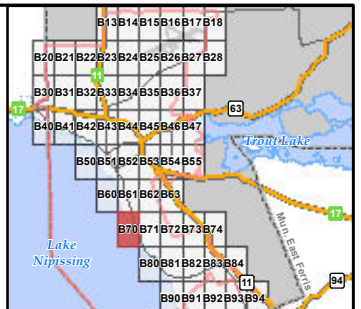 B13 B14 B15 B16 B17 B18
B20 B21 B22 B23 B24 B25 B26 B27 B28
11
B30 B31 B32 B33 B34 B35 B36 B37
17
63
B40 B41 B42 B43 B44 B45 B46 B47
Trout Lake
B50 B51 B52 B53 B54 B55
B60 B61 B62 B63
17
Mun. East Ferris
B70 B71 B72 B73 B74
Lake
Nipissing
B80 B81 B82 B83 B84
11
94
B90 B91 B92 B93 B94